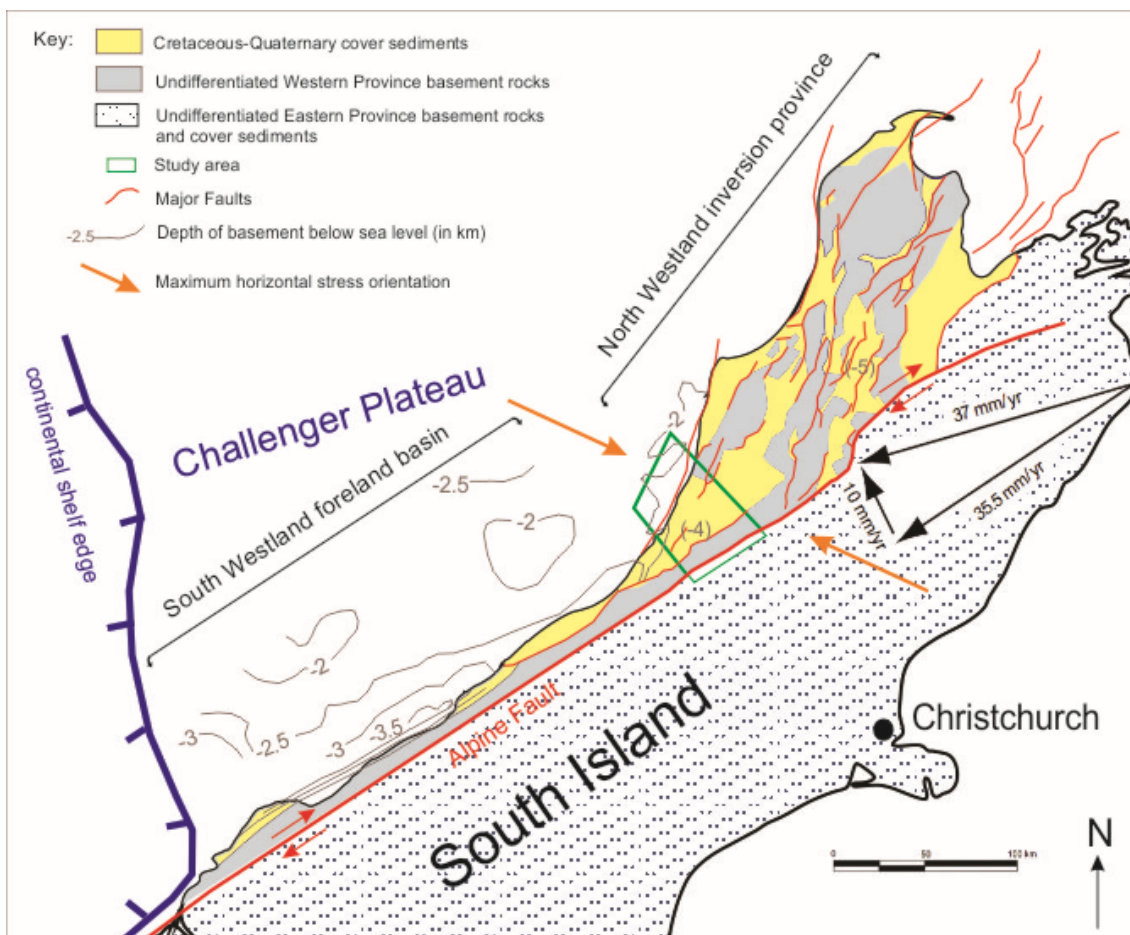 Key:
Cretaceous-Quaternary cover sediments
Undifferentiated Western Province basement rocks
Undifferentiated Eastern Province basement rocks
and cover sediments
Study area
Major Faults
-2.5
Depth of basement below sea level (in km)
Maximum horizontal stress orientation
North Westland inversion province
continental shelf edge
Challenger Plateau
South Westland foreland basin
-2
-2.5
-2
(-5)
(-4)
37 mm/yr
10 mm/yr
35.5 mm/yr
-2
-3
-2.5
-3
-3.5
Alpine Fault
South Island
Christchurch
N
0
50
100 km